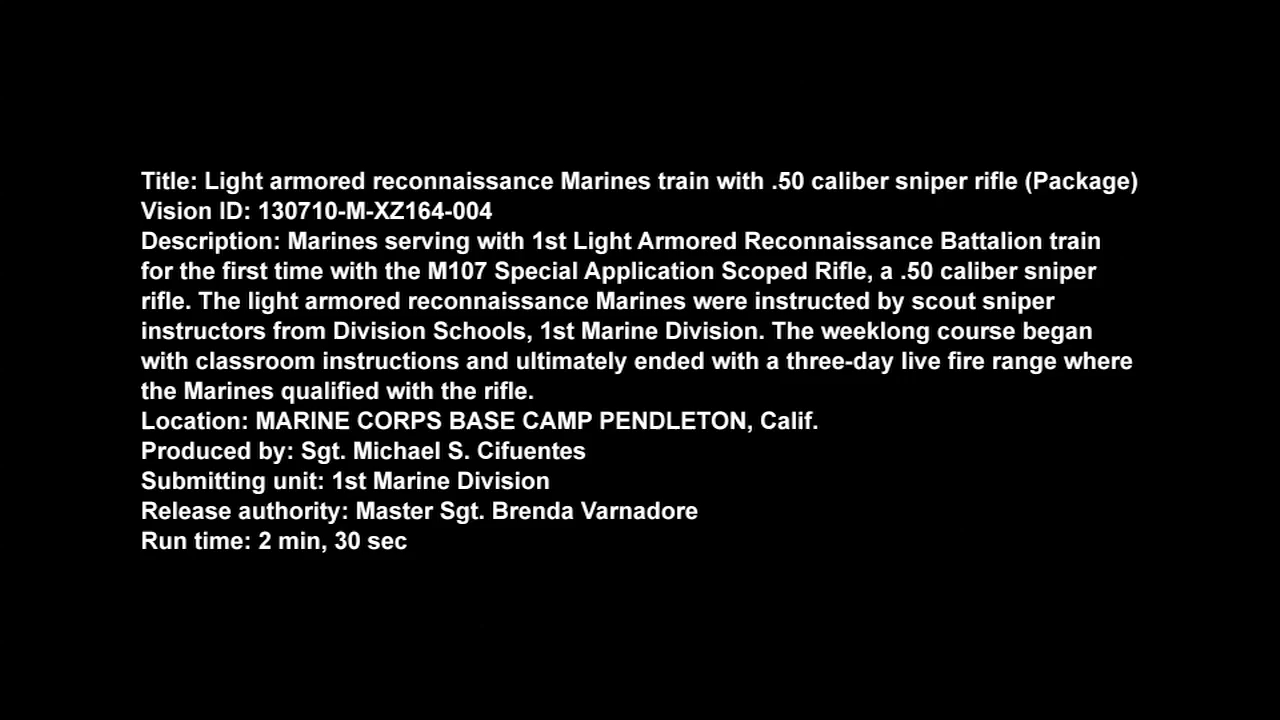 Title: Light armored reconnaissance Marines train with .50 caliber sniper rifle (Package)
Vision ID: 130710-M-XZ164-004
Description: Marines serving with 1st Light Armored Reconnaissance Battalion train
for the first time with the M107 Special Application Scoped Rifle, a .50 caliber sniper
rifle. The light armored reconnaissance Marines were instructed by scout sniper
instructors from Division Schools, 1st Marine Division. The weeklong course began
with classroom instructions and ultimately ended with a three-day live fire range where
the Marines qualified with the rifle.
Location: MARINE CORPS BASE CAMP PENDLETON, Calif.
Produced by: Sgt. Michael S. Cifuentes
Submitting unit: 1st Marine Division
Release authority: Master Sgt. Brenda Varnadore
Run time: 2 min, 30 sec